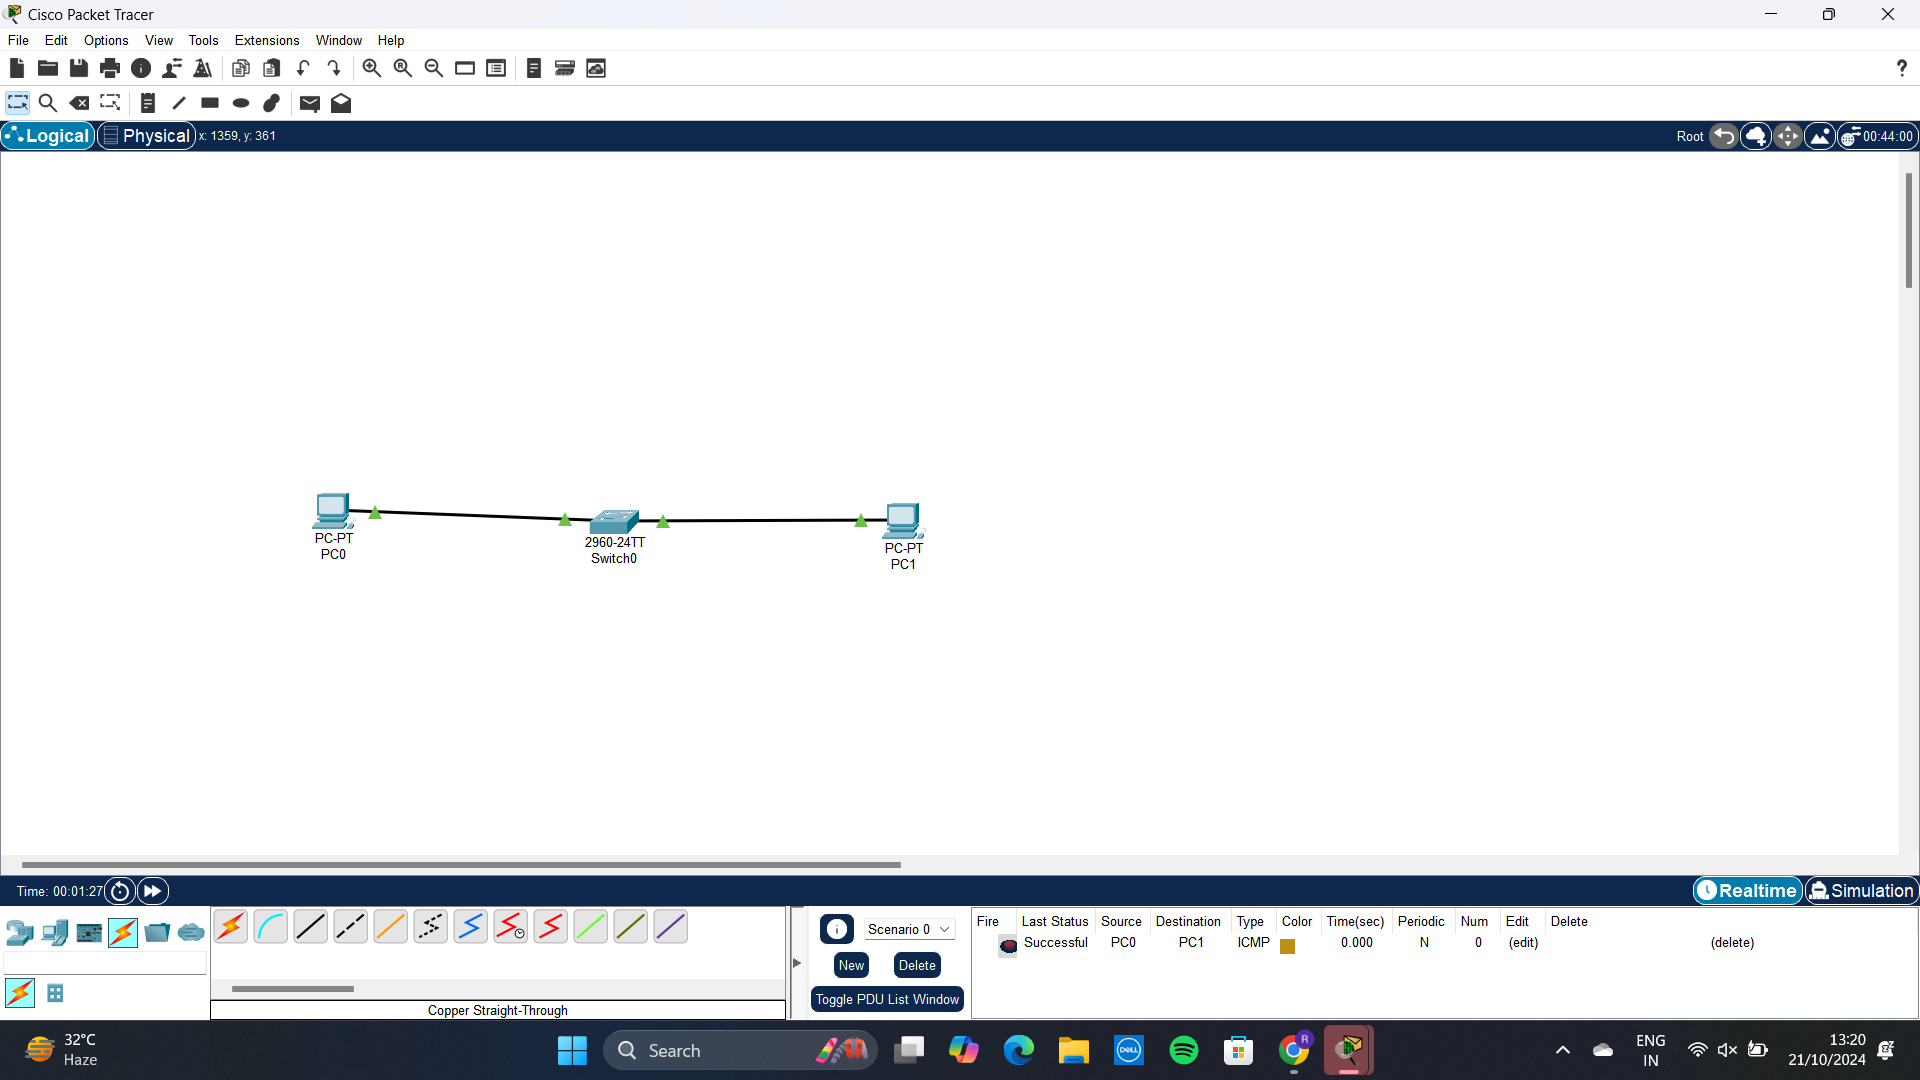 Cisco Packet Tracer
File Edit Options View Tools Extensions Window Help
?
Logical Physical x: 1359, y: 361 Root 00:44:00
PC-PT
PC0
2960-24TT
Switch0
PC-PT
PC1
Time: 00:01:27 Realtime Simulation
Scenario 0
New Delete
Toggle PDU List Window
Fire Last Status Source Destination Type Color Time(sec) Periodic Num Edit Delete
Successful PC0 PC1 ICMP 0.000 N 0 (edit) (delete)
Copper Straight-Through
32°C
Haze
Search
DELL
R
ENG
IN
13:20
21/10/2024